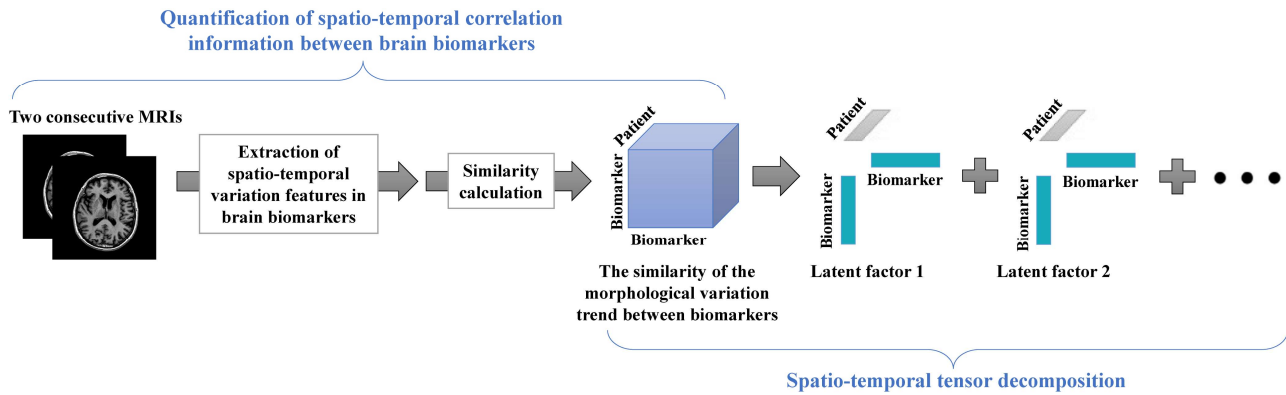 Quantification of spatio-temporal correlation
information between brain biomarkers
Two consecutive MRIs
Extraction of
spatio-temporal
variation features in
brain biomarkers
Similarity
calculation
Patient
Biomarker
Biomarker
The similarity of the
morphological variation
trend between biomarkers
Patient
Biomarker
Biomarker
Latent factor 1
Patient
Biomarker
Biomarker
Latent factor 2
Spatio-temporal tensor decomposition